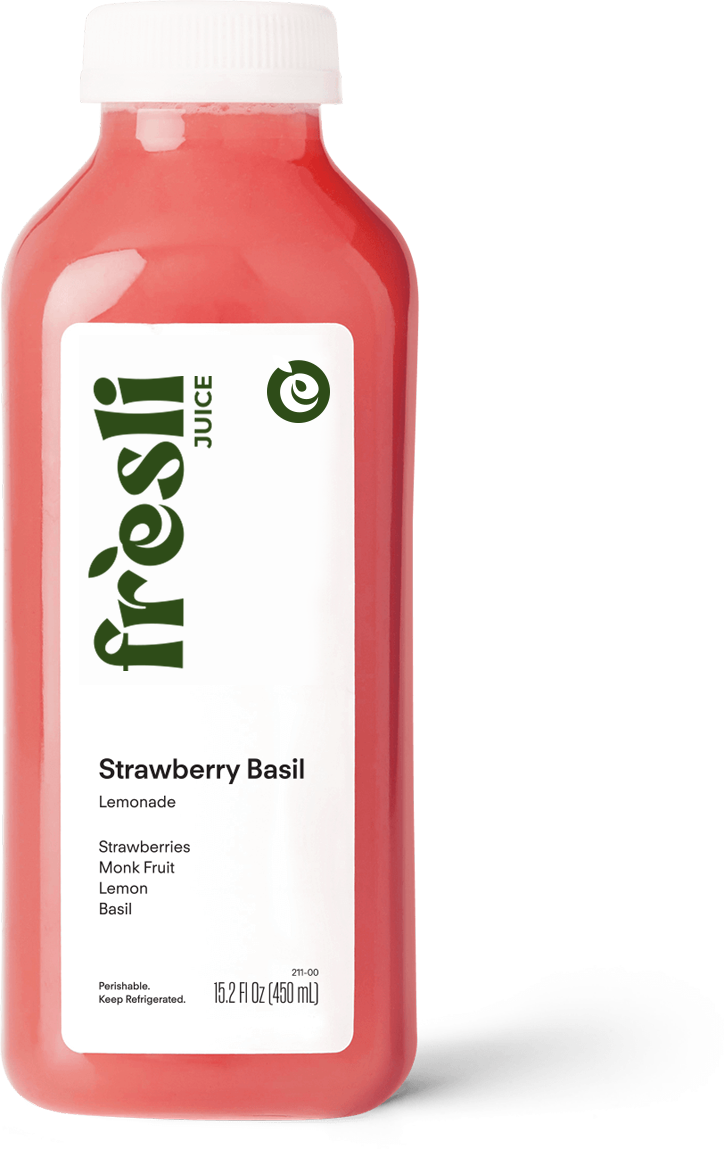 frèsli
JUICE
Strawberry Basil
Lemonade
Strawberries
Monk Fruit
Lemon
Basil
Perishable.
Keep Refrigerated.
211-00
15.2 Fl Oz (450 mL)